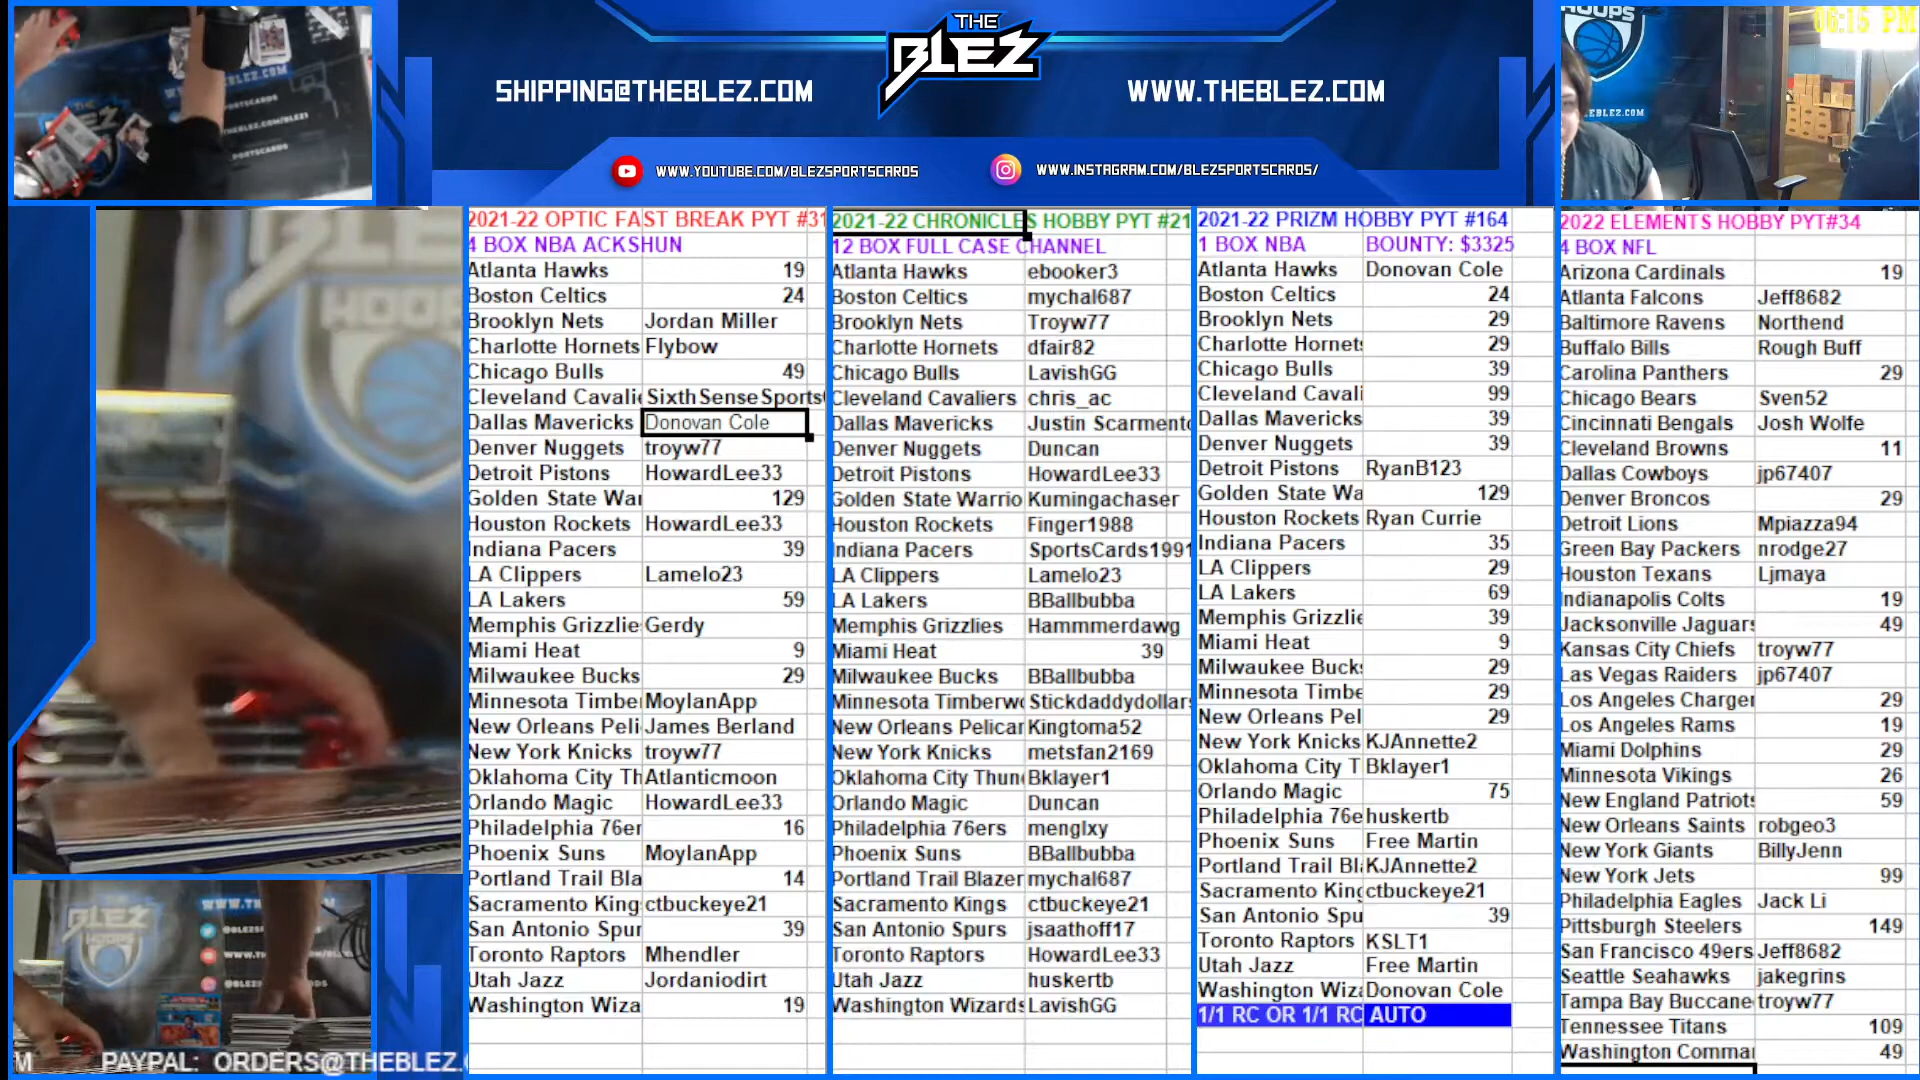 THE
BLEZ
SHIPPING@THEBLEZ.COM
WWW.THEBLEZ.COM
WWW.YOUTUBE.COM/BLEZSPORTSCARDS
WWW.INSTAGRAM.COM/BLEZSPORTSCARDS/
HOOPS
06:15 PM
2021-22 OPTIC FAST BREAK PYT #31
4 BOX NBA ACKSHUN
Atlanta Hawks 19
Boston Celtics 24
Brooklyn Nets Jordan Miller
Charlotte Hornets Flybow
Chicago Bulls 49
Cleveland Cavalie SixthSenseSports
Dallas Mavericks Donovan Cole
Denver Nuggets troyw77
Detroit Pistons HowardLee33
Golden State Wa 129
Houston Rockets HowardLee33
Indiana Pacers 39
LA Clippers Lamelo23
LA Lakers 59
Memphis Grizzlie Gerdy
Miami Heat 9
Milwaukee Bucks 29
Minnesota Timbe MoylanApp
New Orleans Peli James Berland
New York Knicks troyw77
Oklahoma City Th Atlanticmoon
Orlando Magic HowardLee33
Philadelphia 76er 16
Phoenix Suns MoylanApp
Portland Trail Bla 14
Sacramento King ctbuckeye21
San Antonio Spur 39
Toronto Raptors Mhendler
Utah Jazz Jordaniodirt
Washington Wiza 19
2021-22 CHRONICLES HOBBY PYT #21
12 BOX FULL CASE CHANNEL
Atlanta Hawks ebooker3
Boston Celtics mychal687
Brooklyn Nets Troyw77
Charlotte Hornets dfair82
Chicago Bulls LavishGG
Cleveland Cavaliers chris_ac
Dallas Mavericks Justin Scarmento
Denver Nuggets Duncan
Detroit Pistons HowardLee33
Golden State Warrio Kumingachaser
Houston Rockets Finger1988
Indiana Pacers SportsCards1991
LA Clippers Lamelo23
LA Lakers BBallbubba
Memphis Grizzlies Hammmerdawg
Miami Heat 39
Milwaukee Bucks BBallbubba
Minnesota Timberwo Stickdaddydollars
New Orleans Pelican Kingtoma52
New York Knicks metsfan2169
Oklahoma City Thun Bklayer1
Orlando Magic Duncan
Philadelphia 76ers menglxy
Phoenix Suns BBallbubba
Portland Trail Blazer mychal687
Sacramento Kings ctbuckeye21
San Antonio Spurs jsaathoff17
Toronto Raptors HowardLee33
Utah Jazz huskertb
Washington Wizards LavishGG
2021-22 PRIZM HOBBY PYT #164
1 BOX NBA BOUNTY: $3325
Atlanta Hawks Donovan Cole
Boston Celtics 24
Brooklyn Nets 29
Charlotte Hornets 29
Chicago Bulls 39
Cleveland Cavali 99
Dallas Mavericks 39
Denver Nuggets 39
Detroit Pistons RyanB123
Golden State Wa 129
Houston Rockets Ryan Currie
Indiana Pacers 35
LA Clippers 29
LA Lakers 69
Memphis Grizzlie 39
Miami Heat 9
Milwaukee Bucks 29
Minnesota Timbe 29
New Orleans Pel 29
New York Knicks KJAnnette2
Oklahoma City T Bklayer1
Orlando Magic 75
Philadelphia 76e huskertb
Phoenix Suns Free Martin
Portland Trail Bla KJAnnette2
Sacramento King ctbuckeye21
San Antonio Spu 39
Toronto Raptors KSLT1
Utah Jazz Free Martin
Washington Wiza Donovan Cole
1/1 RC OR 1/1 RC AUTO
2022 ELEMENTS HOBBY PYT#34
4 BOX NFL
Arizona Cardinals 19
Atlanta Falcons Jeff8682
Baltimore Ravens Northend
Buffalo Bills Rough Buff
Carolina Panthers 29
Chicago Bears Sven52
Cincinnati Bengals Josh Wolfe
Cleveland Browns 11
Dallas Cowboys jp67407
Denver Broncos 29
Detroit Lions Mpiazza94
Green Bay Packers nrodge27
Houston Texans Ljmaya
Indianapolis Colts 19
Jacksonville Jaguars 49
Kansas City Chiefs troyw77
Las Vegas Raiders jp67407
Los Angeles Charger 29
Los Angeles Rams 19
Miami Dolphins 29
Minnesota Vikings 26
New England Patriots 59
New Orleans Saints robgeo3
New York Giants BillyJenn
New York Jets 99
Philadelphia Eagles Jack Li
Pittsburgh Steelers 149
San Francisco 49ers Jeff8682
Seattle Seahawks jakegrins
Tampa Bay Buccane troyw77
Tennessee Titans 109
Washington Comma 49
M PAYPAL: ORDERS@THEBLEZ.